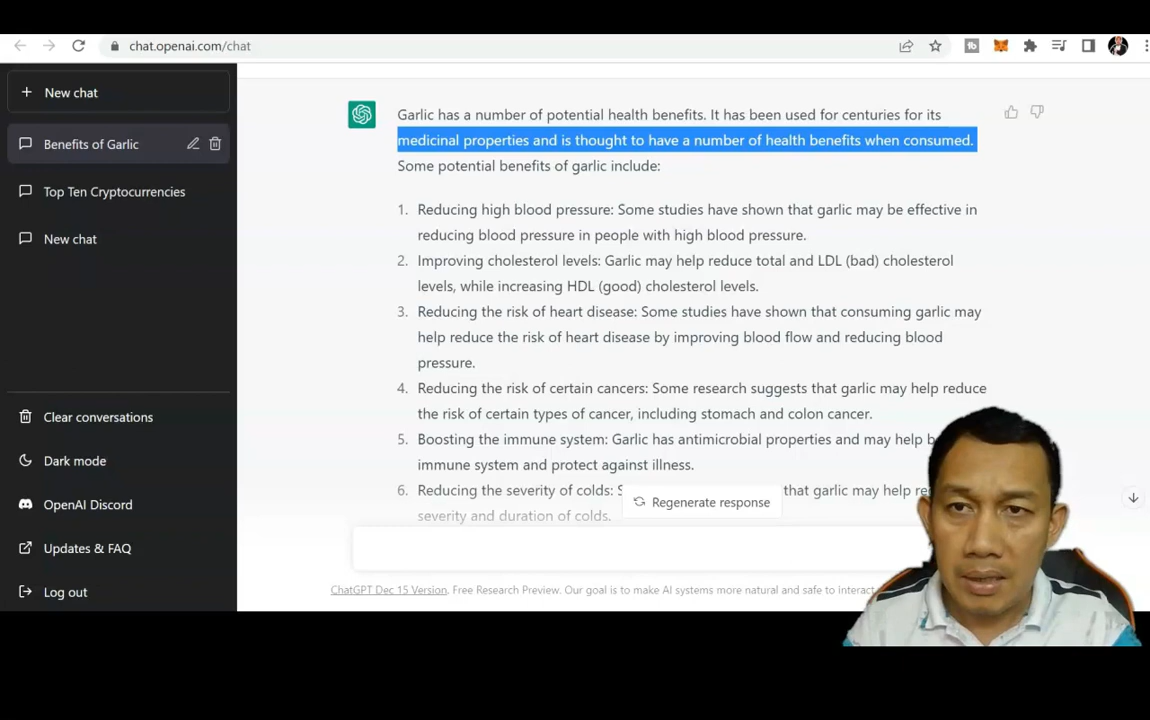 chat.openai.com/chat
New chat
Benefits of Garlic
Top Ten Cryptocurrencies
New chat
Clear conversations
Dark mode
OpenAI Discord
Updates & FAQ
Log out
Garlic has a number of potential health benefits. It has been used for centuries for its
medicinal properties and is thought to have a number of health benefits when consumed.
Some potential benefits of garlic include:
1. Reducing high blood pressure: Some studies have shown that garlic may be effective in
reducing blood pressure in people with high blood pressure.
2. Improving cholesterol levels: Garlic may help reduce total and LDL (bad) cholesterol
levels, while increasing HDL (good) cholesterol levels.
3. Reducing the risk of heart disease: Some studies have shown that consuming garlic may
help reduce the risk of heart disease by improving blood flow and reducing blood
pressure.
4. Reducing the risk of certain cancers: Some research suggests that garlic may help reduce
the risk of certain types of cancer, including stomach and colon cancer.
5. Boosting the immune system: Garlic has antimicrobial properties and may help
immune system and protect against illness.
6. Reducing the severity of colds: that garlic may help
severity and duration of colds.
Regenerate response
ChatGPT Dec 15 Version. Free Research Preview. Our goal is to make AI systems more natural and safe to interact